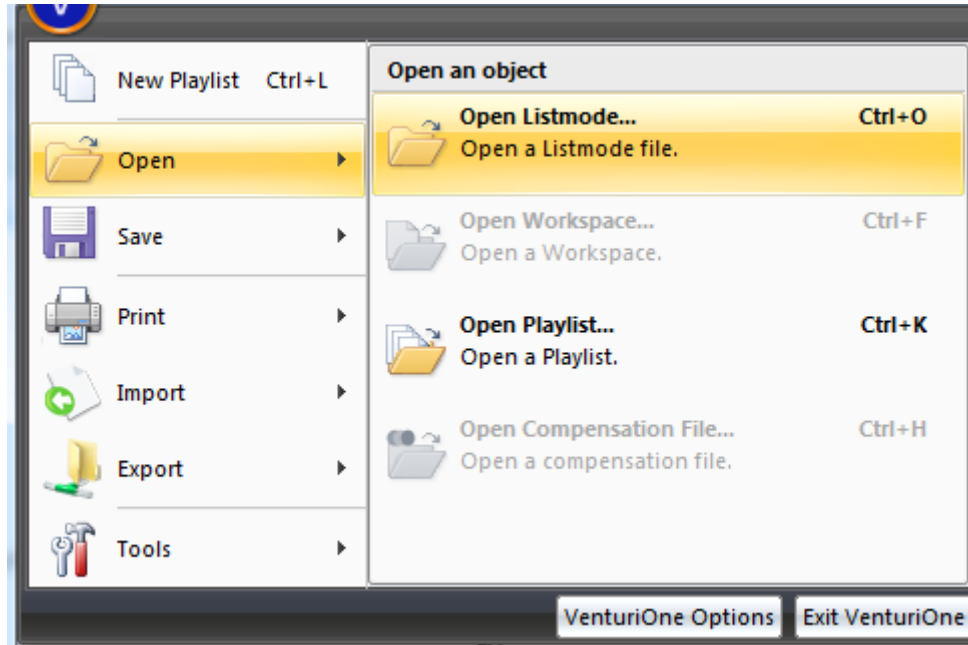 V
New Playlist Ctrl+L
Open
Save
Print
Import
Export
Tools
Open an object
Open Listmode... Ctrl+O
Open a Listmode file.
Open Workspace... Ctrl+F
Open a Workspace.
Open Playlist... Ctrl+K
Open a Playlist.
Open Compensation File... Ctrl+H
Open a compensation file.
VenturiOne Options Exit VenturiOne